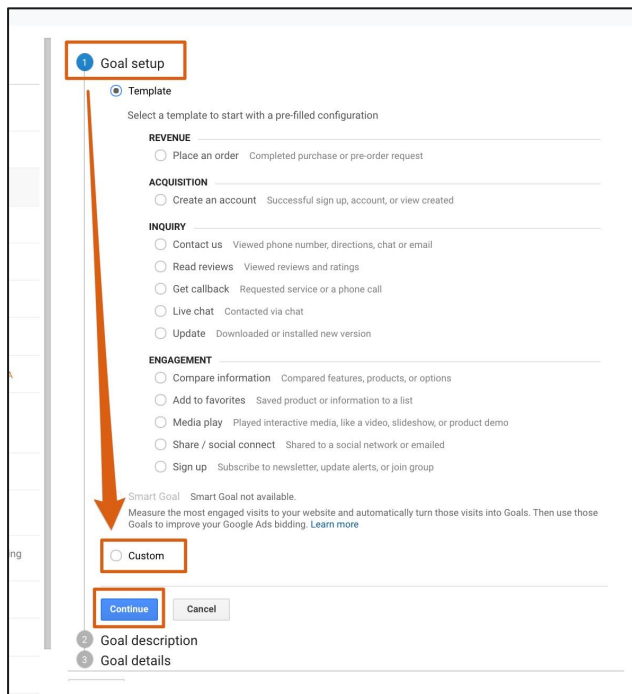 1 Goal setup
Template
Select a template to start with a pre-filled configuration
REVENUE
Place an order Completed purchase or pre-order request
ACQUISITION
Create an account Successful sign up, account, or view created
INQUIRY
Contact us Viewed phone number, directions, chat or email
Read reviews Viewed reviews and ratings
Get callback Requested service or a phone call
Live chat Contacted via chat
Update Downloaded or installed new version
ENGAGEMENT
Compare information Compared features, products, or options
A
Add to favorites Saved product or information to a list
Media play Played interactive media, like a video, slideshow, or product demo
Share / social connect Shared to a social network or emailed
Sign up Subscribe to newsletter, update alerts, or join group
Smart Goal Smart Goal not available.
Measure the most engaged visits to your website and automatically turn those visits into Goals. Then use those
Goals to improve your Google Ads bidding. Learn more
ing
Custom
Continue Cancel
2 Goal description
3 Goal details